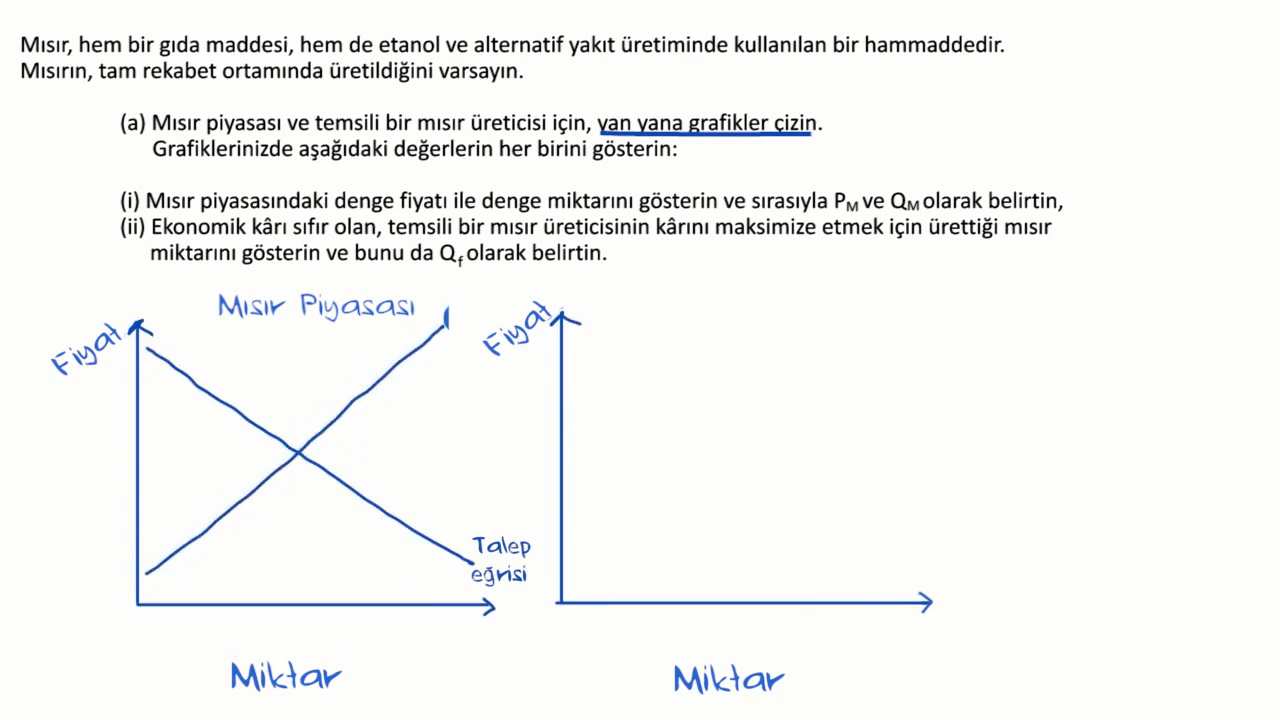 Mısır, hem bir gıda maddesi, hem de etanol ve alternatif yakıt üretiminde kullanılan bir hammaddedir.
Mısırın, tam rekabet ortamında üretildiğini varsayın.
(a) Mısır piyasası ve temsili bir mısır üreticisi için, yan yana grafikler çizin.
Grafiklerinizde aşağıdaki değerlerin her birini gösterin:
(i) Mısır piyasasındaki denge fiyatı ile denge miktarını gösterin ve sırasıyla PM ve QM olarak belirtin,
(ii) Ekonomik kârı sıfır olan, temsili bir mısır üreticisinin kârını maksimize etmek için ürettiği mısır
miktarını gösterin ve bunu da Qf olarak belirtin.
Mısır Piyasası
Fiyat
Talep
eğrisi
Miktar
Fiyat
Miktar